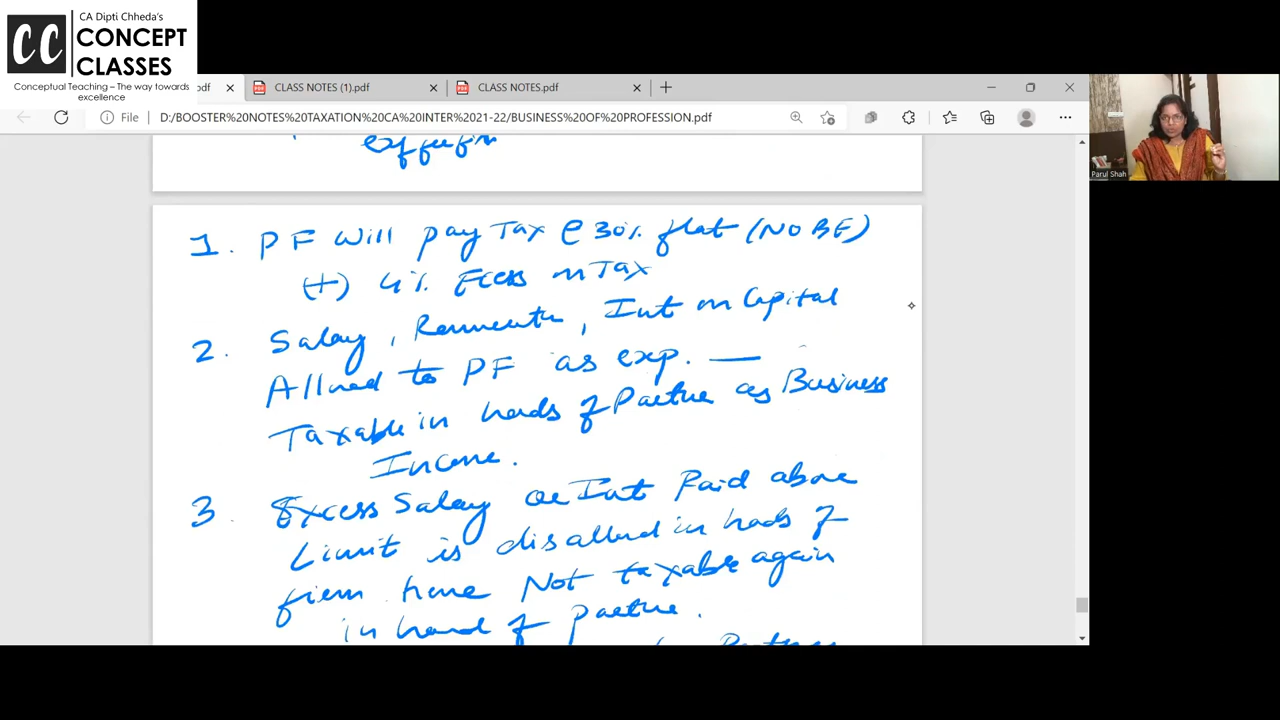 CA Dipti Chheda's
CC CONCEPT
CLASSES
Conceptual Teaching – The way towards
excellence
pdf
CLASS NOTES (1).pdf
CLASS NOTES.pdf
File
D:/BOOSTER%20NOTES%20TAXATION%20CA%20INTER%202021-22/BUSINESS%20OF%20PROFESSION.pdf
Parul Shah
1. PF will pay Tax @ 30% flat (NO BE)
(+) 4% Ecess on Tax
2. Salary, Int on Capital
Allowed to PF as exp. —
Taxable in hands of Partner as Business
Income.
3. Excess Salary or Int Paid above
Limit is disallowed in hands of
firm hence Not taxable again
in hand of partner.